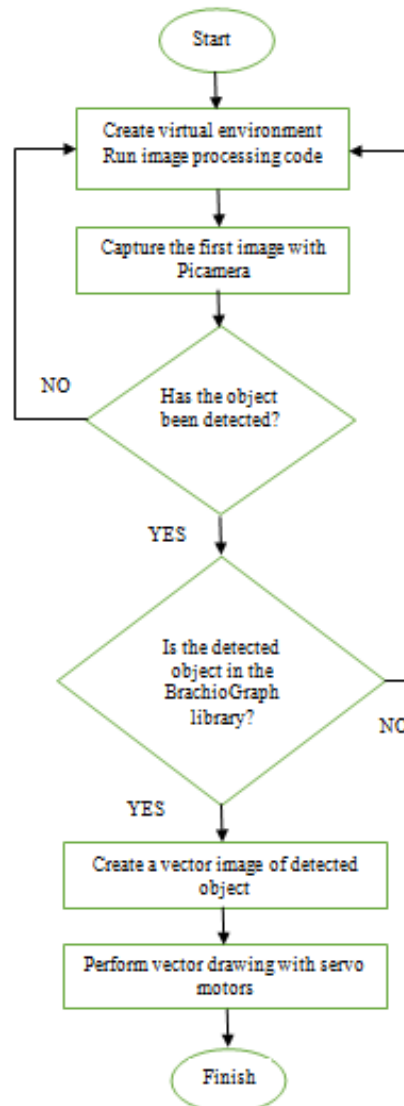 Start
Create virtual environment
Run image processing code
Capture the first image with
Picamera
NO
Has the object
been detected?
YES
Is the detected
object in the
BrachioGraph
library?
NO
YES
Create a vector image of detected
object
Perform vector drawing with servo
motors
Finish